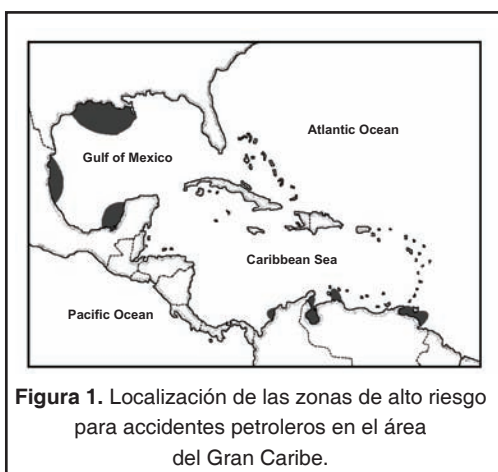 Atlantic Ocean
Gulf of Mexico
Caribbean Sea
Pacific Ocean
Figura 1. Localización de las zonas de alto riesgo
para accidentes petroleros en el área
del Gran Caribe.